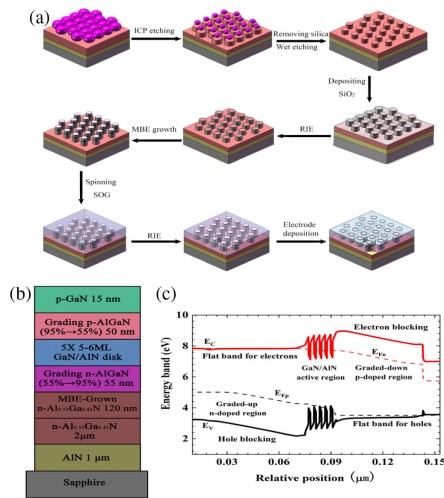 (a)
ICP etching
Removing silica
Wet etching
Depositing
SiO₂
RIE
MBE growth
Spinning
SOG
RIE
Electrode
deposition
(b)
p-GaN 15 nm
Grading p-AlGaN
(95%→55%) 50 nm
5X 5-6ML
GaN/AlN disk
Grading n-AlGaN
(55%→95%) 55 nm
MBE-Grown
n-Al₀.₅₅Ga₀.₄₅N 120 nm
n-Al₀.₅₅Ga₀.₄₅N
2μm
AlN 1 μm
Sapphire
(c)
Energy band (eV)
8
6
4
2
E_C
Flat band for electrons
GaN/AlN
active region
Electron blocking
E_Fn
Graded-down
p-doped region
E_Fp
Graded-up
n-doped region
E_V
Hole blocking
Flat band for holes
0.03 0.06 0.09 0.12 0.15
Relative position (μm)